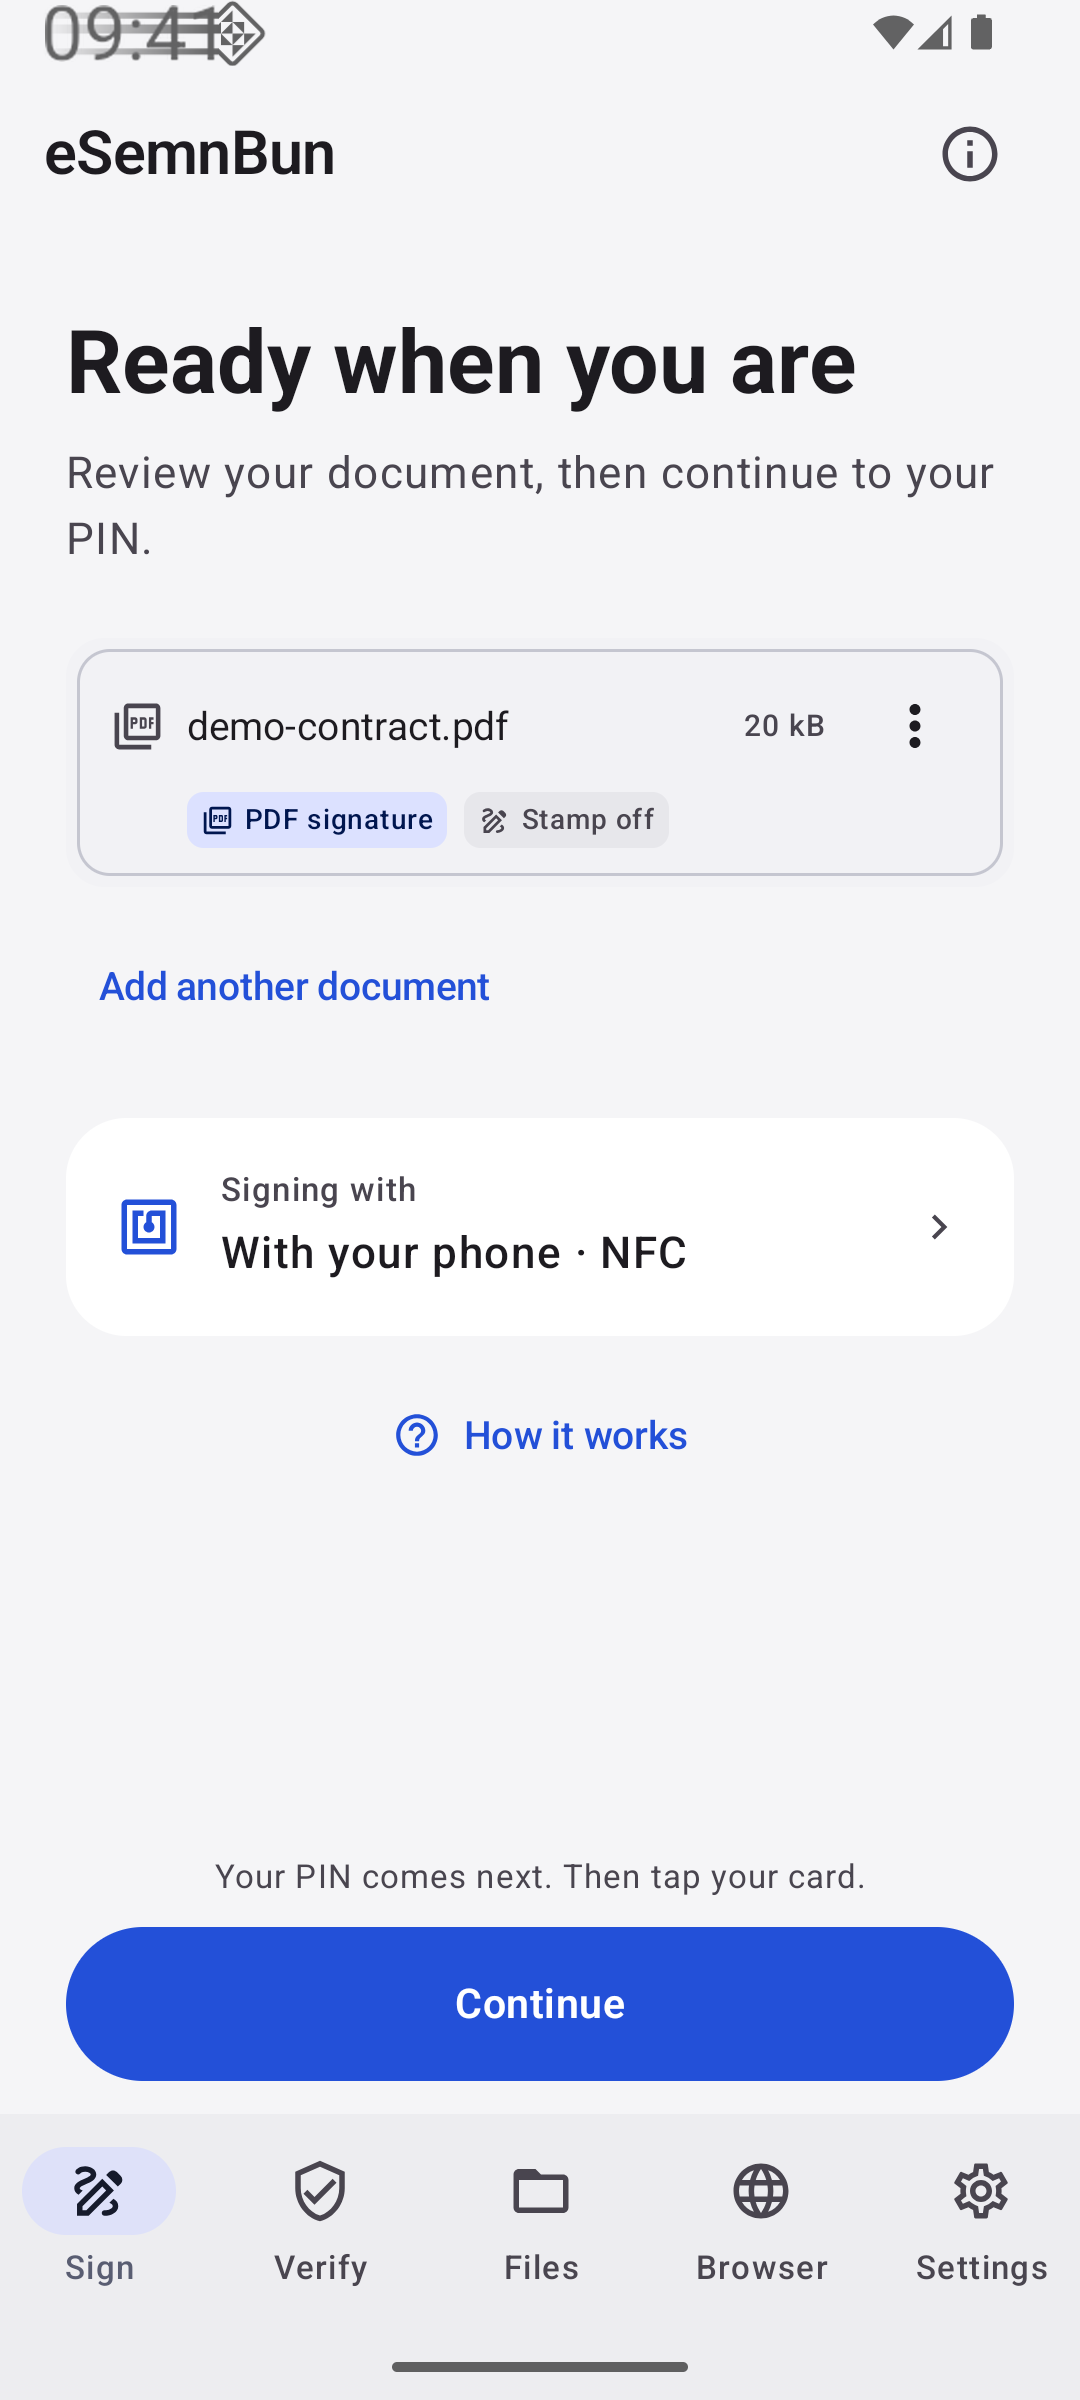 09:41
eSemnBun
Ready when you are
Review your document, then continue to your
PIN.
PDF demo-contract.pdf 20 kB
PDF PDF signature Stamp off
Add another document
Signing with
With your phone · NFC
How it works
Your PIN comes next. Then tap your card.
Continue
Sign Verify Files Browser Settings